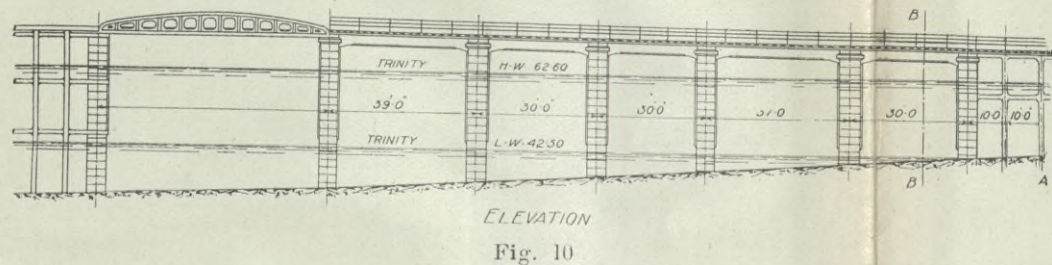 B
TRINITY H·W· 62·60
39'·0" 30'·0" 30'·0" 37·0 30·0 10·0 10'·0
TRINITY L·W· 42·50
B A
ELEVATION
Fig. 10